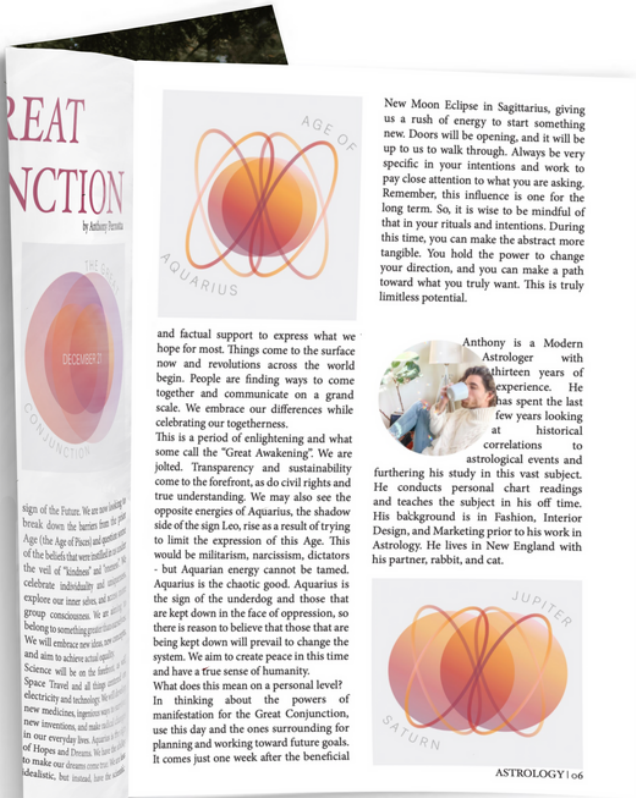 REAT
NCTION
by Anthony Perrotta
THE GREAT
DECEMBER 21
CONJUNCTION
sign of the Future. We are now looking to
break down the barriers from the prior
Age (the Age of Pisces) and question some
of the beliefs that were instilled in us
the veil of "kindness" and
celebrate individuality and
explore our inner selves, and
group consciousness. We are
belong to something greater than
We will embrace new ideas, new concepts,
and aim to achieve actual equality.
Science will be on the forefront, as will
Space Travel and all things
electricity and technology. We will
new medicines, ingenious ways
new inventions, and make
in our everyday lives. Aquarius is the
of Hopes and Dreams. We have the
to make our dreams come true. We are
idealistic, but instead, have the scientific
AGE OF
AQUARIUS
and factual support to express what we
hope for most. Things come to the surface
now and revolutions across the world
begin. People are finding ways to come
together and communicate on a grand
scale. We embrace our differences while
celebrating our togetherness.
This is a period of enlightening and what
some call the "Great Awakening". We are
jolted. Transparency and sustainability
come to the forefront, as do civil rights and
true understanding. We may also see the
opposite energies of Aquarius, the shadow
side of the sign Leo, rise as a result of trying
to limit the expression of this Age. This
would be militarism, narcissism, dictators
- but Aquarian energy cannot be tamed.
Aquarius is the chaotic good. Aquarius is
the sign of the underdog and those that
are kept down in the face of oppression, so
there is reason to believe that those that are
being kept down will prevail to change the
system. We aim to create peace in this time
and have a true sense of humanity.
What does this mean on a personal level?
In thinking about the powers of
manifestation for the Great Conjunction,
use this day and the ones surrounding for
planning and working toward future goals.
It comes just one week after the beneficial
New Moon Eclipse in Sagittarius, giving
us a rush of energy to start something
new. Doors will be opening, and it will be
up to us to walk through. Always be very
specific in your intentions and work to
pay close attention to what you are asking.
Remember, this influence is one for the
long term. So, it is wise to be mindful of
that in your rituals and intentions. During
this time, you can make the abstract more
tangible. You hold the power to change
your direction, and you can make a path
toward what you truly want. This is truly
limitless potential.
Anthony is a Modern
Astrologer with
thirteen years of
experience. He
has spent the last
few years looking
at historical
correlations to
astrological events and
furthering his study in this vast subject.
He conducts personal chart readings
and teaches the subject in his off time.
His background is in Fashion, Interior
Design, and Marketing prior to his work in
Astrology. He lives in New England with
his partner, rabbit, and cat.
JUPITER
SATURN
ASTROLOGY | 06